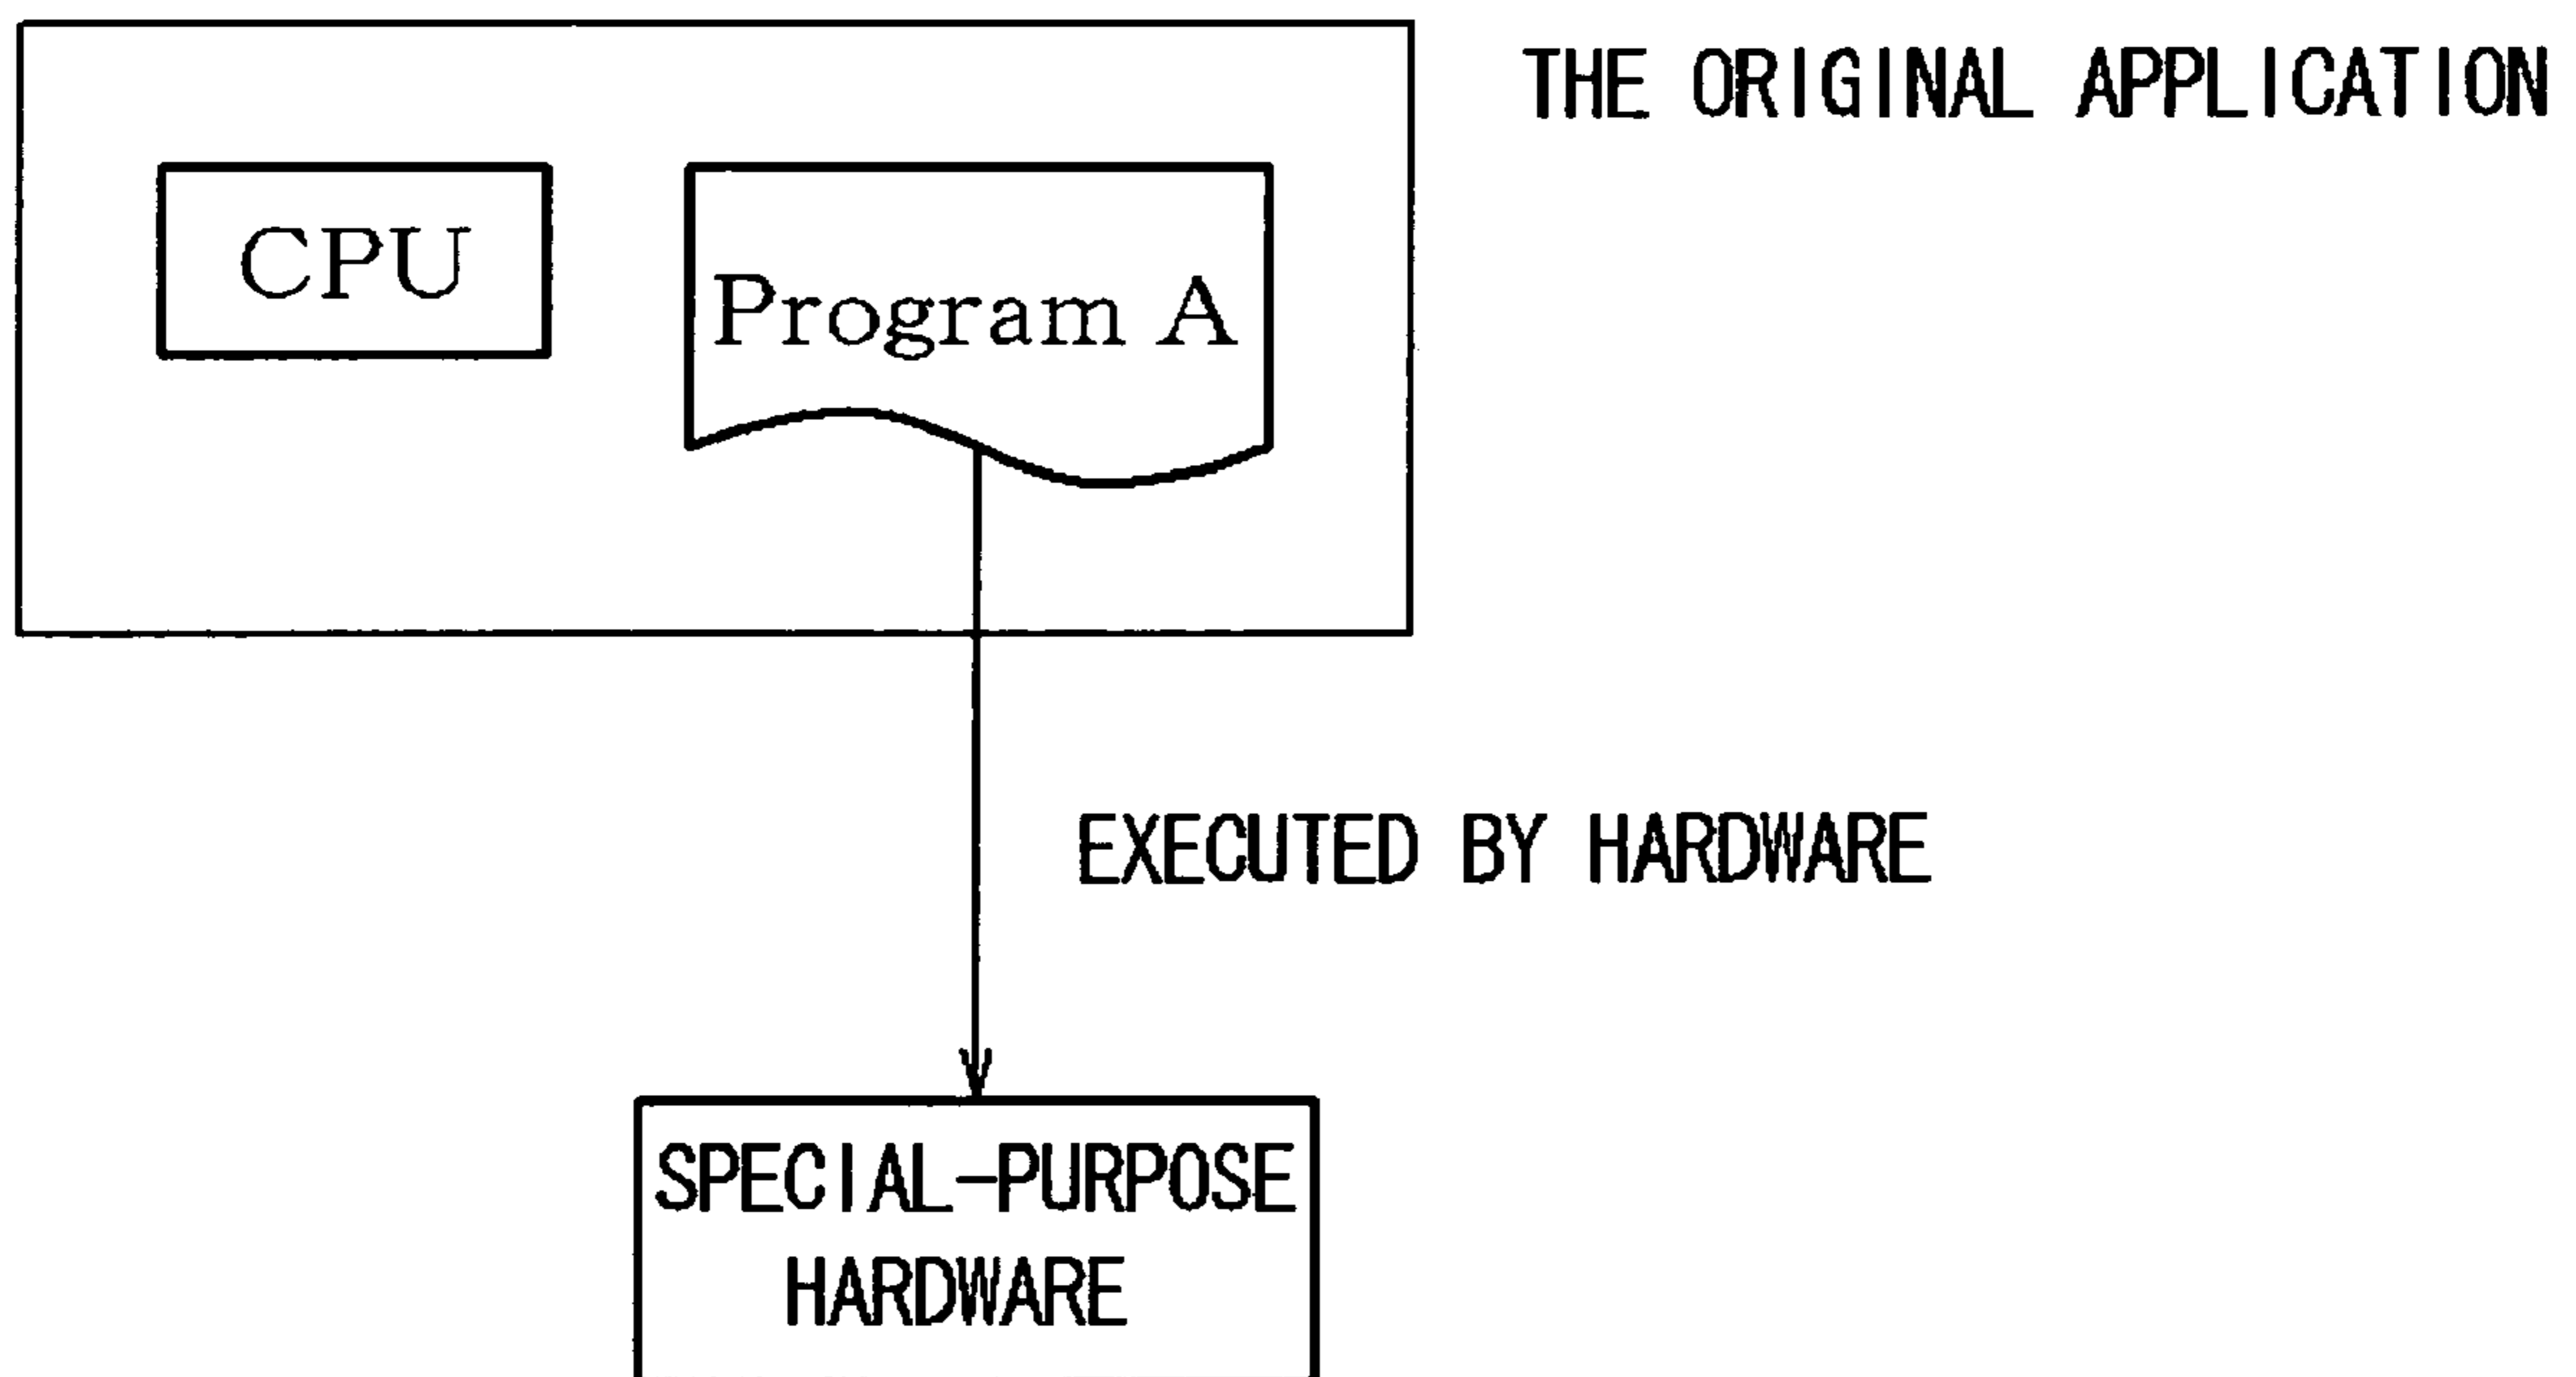 THE ORIGINAL APPLICATION
CPU
Program A
EXECUTED BY HARDWARE
SPECIAL-PURPOSE
HARDWARE